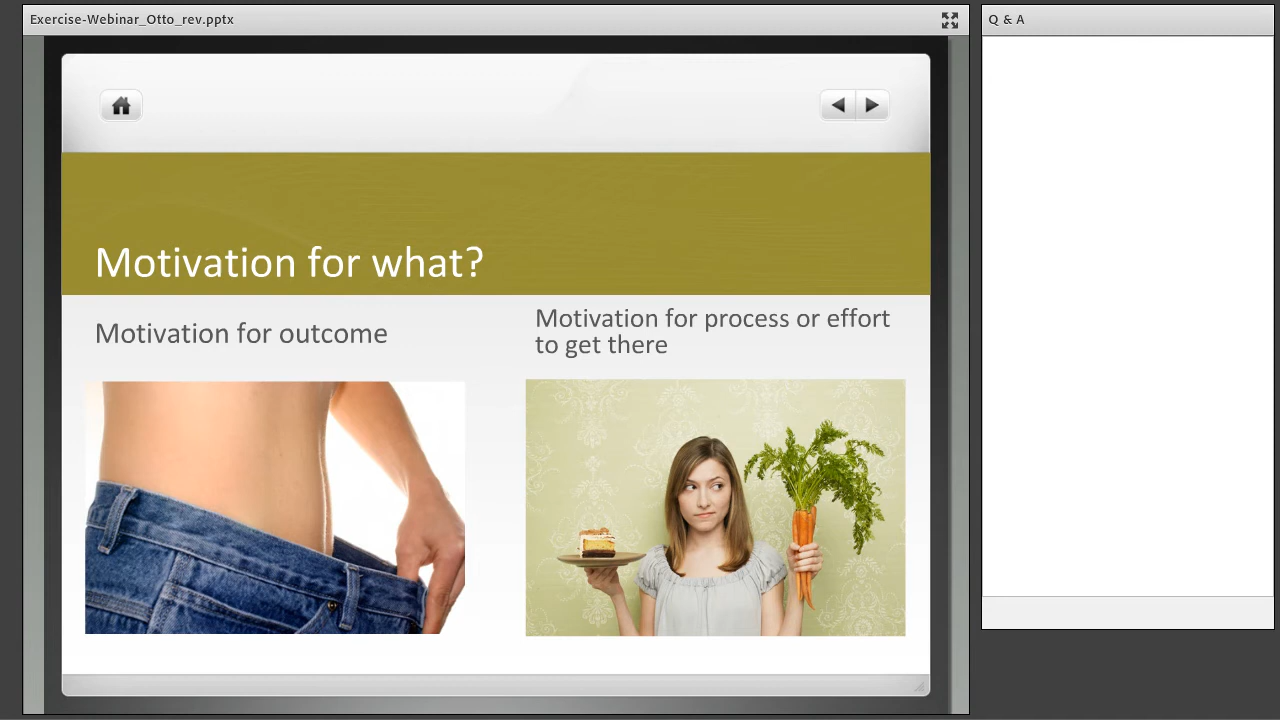 Exercise-Webinar_Otto_rev.pptx
Q & A
Motivation for what?
Motivation for outcome
Motivation for process or effort
to get there